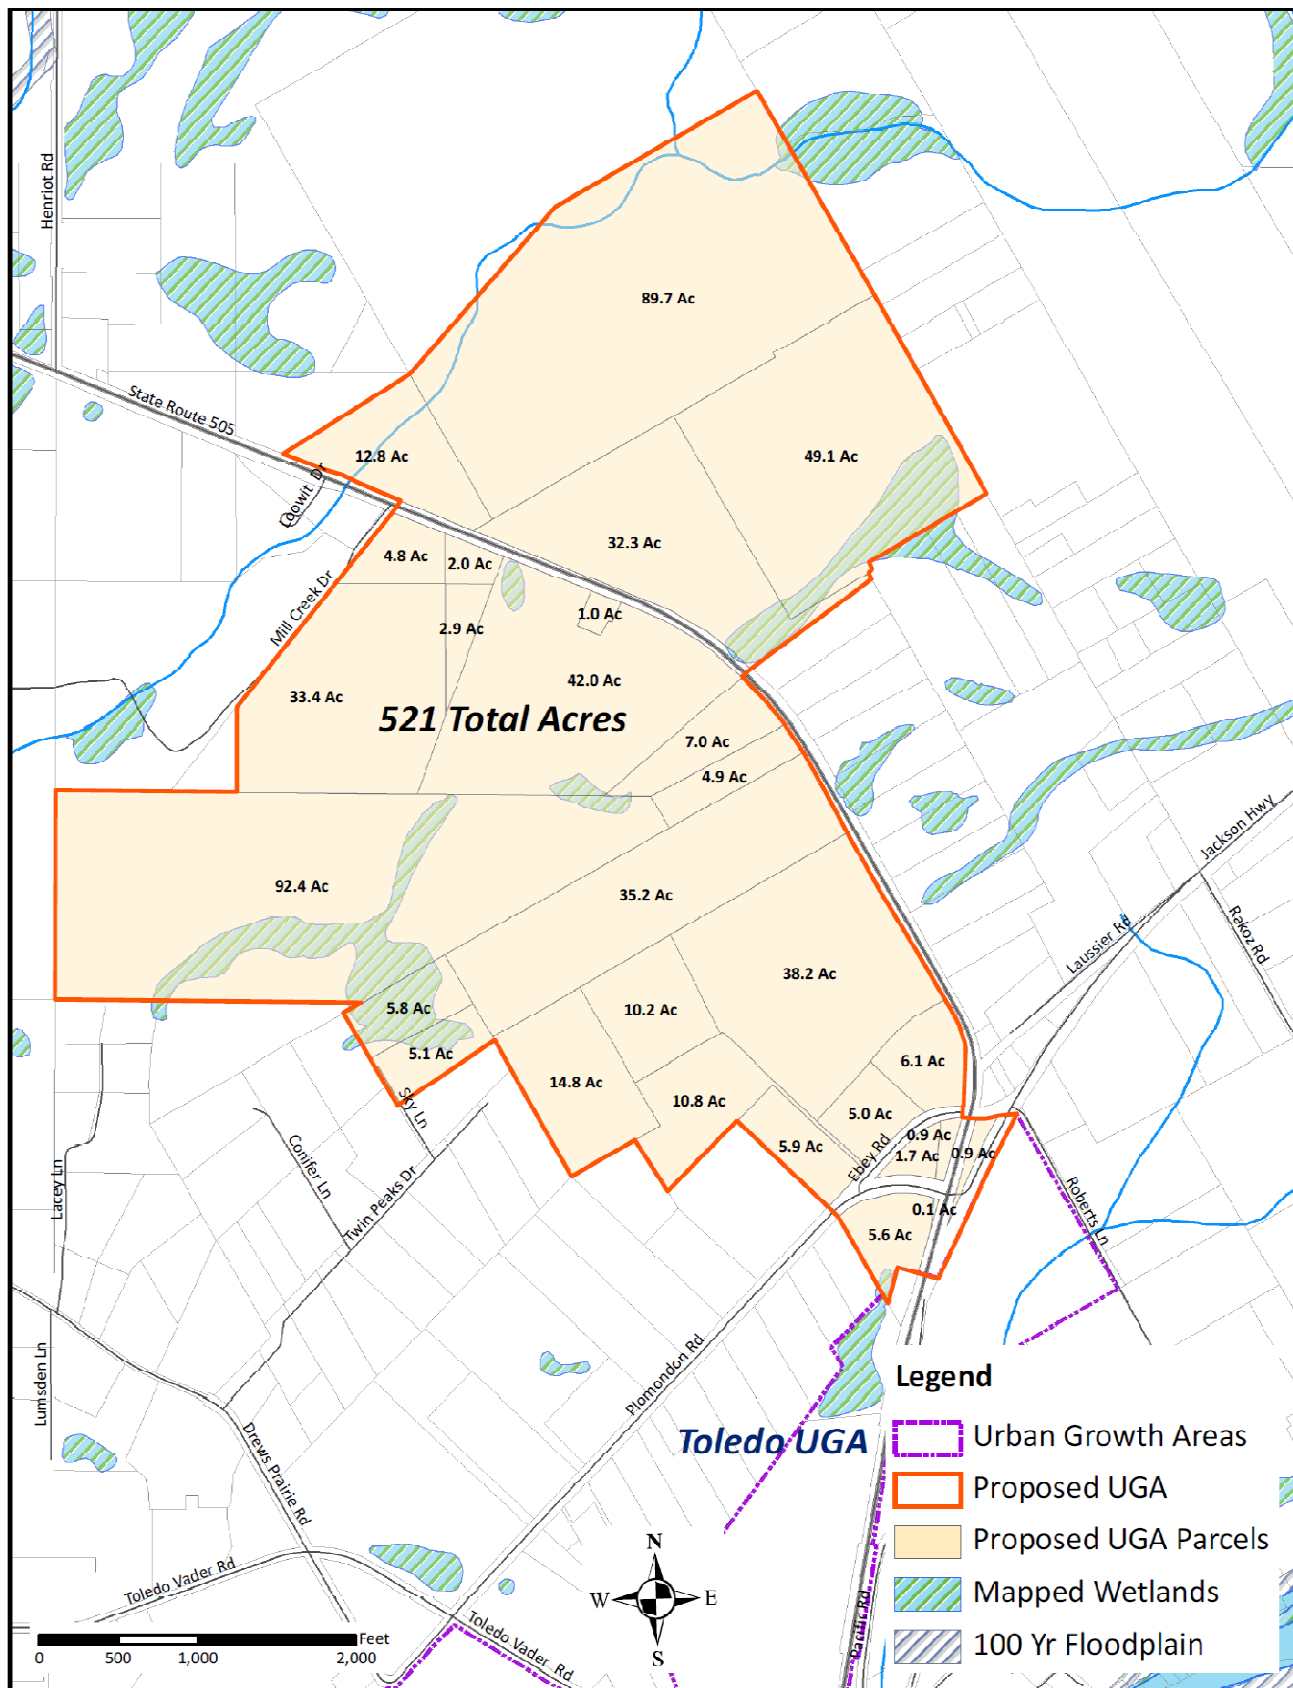 Henriot Rd
89.7 Ac
State Route 505
12.8 Ac
49.1 Ac
Loowit Dr
32.3 Ac
4.8 Ac
2.0 Ac
Mill Creek Dr
1.0 Ac
2.9 Ac
42.0 Ac
33.4 Ac
521 Total Acres
7.0 Ac
4.9 Ac
Jackson Hwy
92.4 Ac
35.2 Ac
Laussier Rd
Rakoz Rd
38.2 Ac
5.8 Ac
10.2 Ac
5.1 Ac
6.1 Ac
14.8 Ac
10.8 Ac
5.0 Ac
Sky Ln
0.9 Ac
5.9 Ac
Ebey Rd
1.7 Ac
0.9 Ac
Conifer Ln
Lacey Ln
Twin Peaks Dr
Roberts Ln
0.1 Ac
5.6 Ac
Lumsden Ln
Plomondon Rd
Legend
Toledo UGA
Urban Growth Areas
Proposed UGA
Proposed UGA Parcels
Mapped Wetlands
100 Yr Floodplain
Drews Prairie Rd
Toledo Vader Rd
N
W
E
S
Toledo Vader Rd
Pacific Rd
Feet
0 500 1,000 2,000